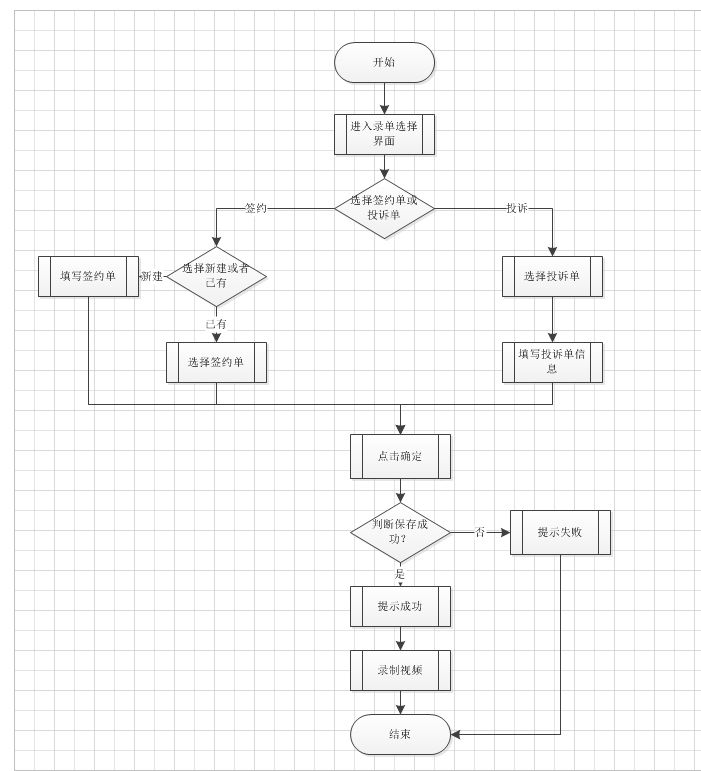 开始
进入录单选择
界面
选择签约单或
投诉单
签约
投诉
填写签约单
新建
选择新建或者
已有
选择投诉单
已有
选择签约单
填写投诉单信
息
点击确定
判断保存成
功?
否
提示失败
是
提示成功
录制视频
结束